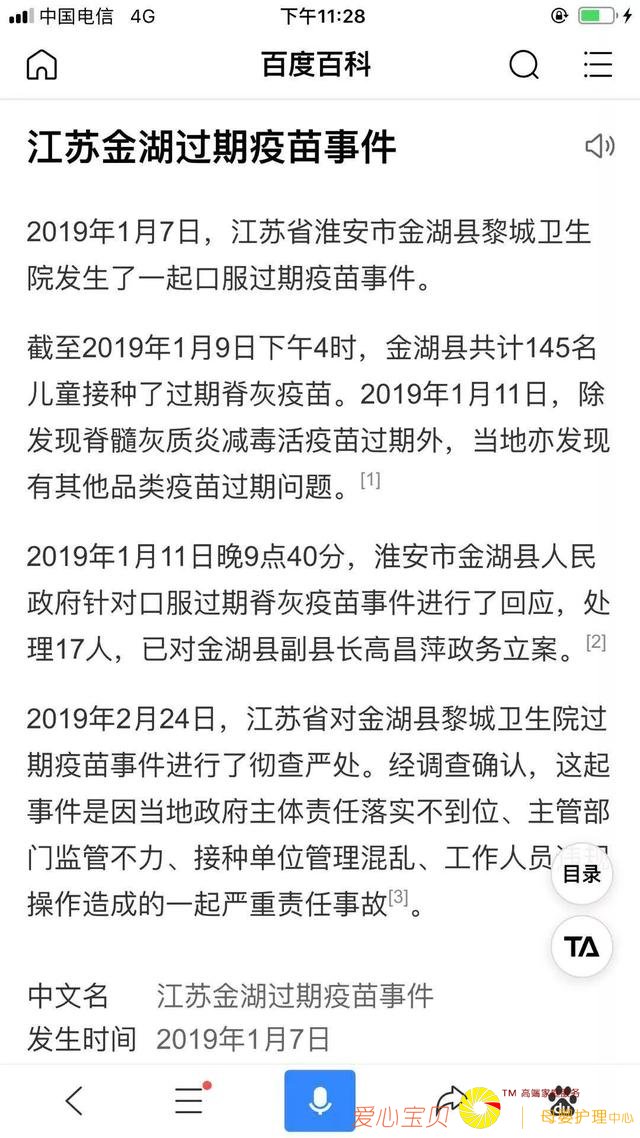 中国电信 4G 下午11:28
百度百科
江苏金湖过期疫苗事件
2019年1月7日，江苏省淮安市金湖县黎城卫生
院发生了一起口服过期疫苗事件。
截至2019年1月9日下午4时，金湖县共计145名
儿童接种了过期脊灰疫苗。2019年1月11日，除
发现脊髓灰质炎减毒活疫苗过期外，当地亦发现
有其他品类疫苗过期问题。[1]
2019年1月11日晚9点40分，淮安市金湖县人民
政府针对口服过期脊灰疫苗事件进行了回应，处
理17人，已对金湖县副县长高昌萍政务立案。[2]
2019年2月24日，江苏省对金湖县黎城卫生院过
期疫苗事件进行了彻查严处。经调查确认，这起
事件是因当地政府主体责任落实不到位、主管部
门监管不力、接种单位管理混乱、工作人员违规
操作造成的一起严重责任事故[3]。
目录
TA
中文名 江苏金湖过期疫苗事件
发生时间 2019年1月7日
爱心宝贝 TM 高端家政服务
母婴护理中心
du